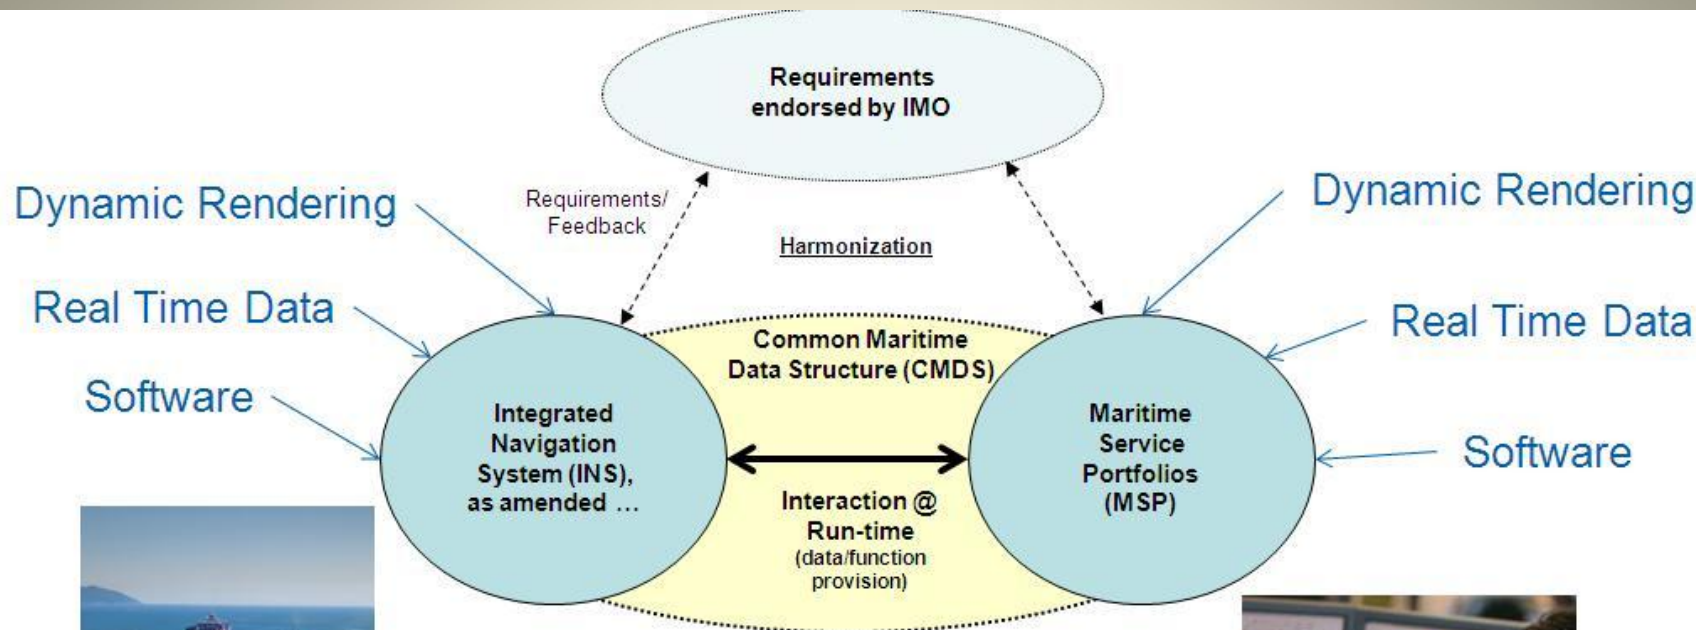 Requirements
endorsed by IMO
Dynamic Rendering
Requirements/
Feedback
Harmonization
Dynamic Rendering
Real Time Data
Real Time Data
Software
Software
Common Maritime
Data Structure (CMDS)
Integrated
Navigation
System (INS),
as amended …
Interaction @
Run-time
(data/function
provision)
Maritime
Service
Portfolios
(MSP)